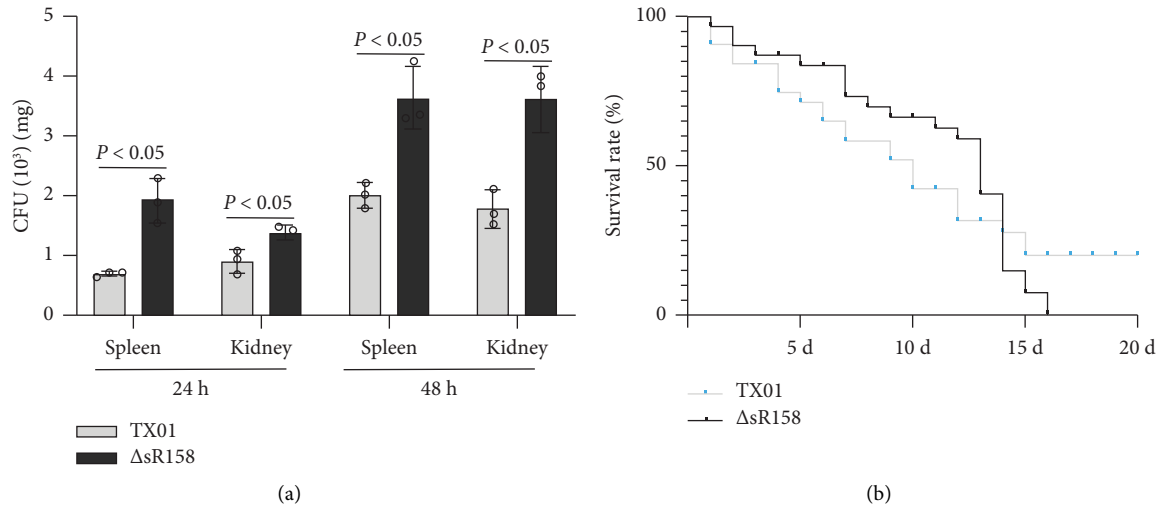 5
4
3
2
1
0
CFU (10³) (mg)
P < 0.05
P < 0.05
P < 0.05
P < 0.05
Spleen
Kidney
Spleen
Kidney
24 h
48 h
TX01
ΔsR158
(a)
100
50
0
Survival rate (%)
5 d
10 d
15 d
20 d
TX01
ΔsR158
(b)